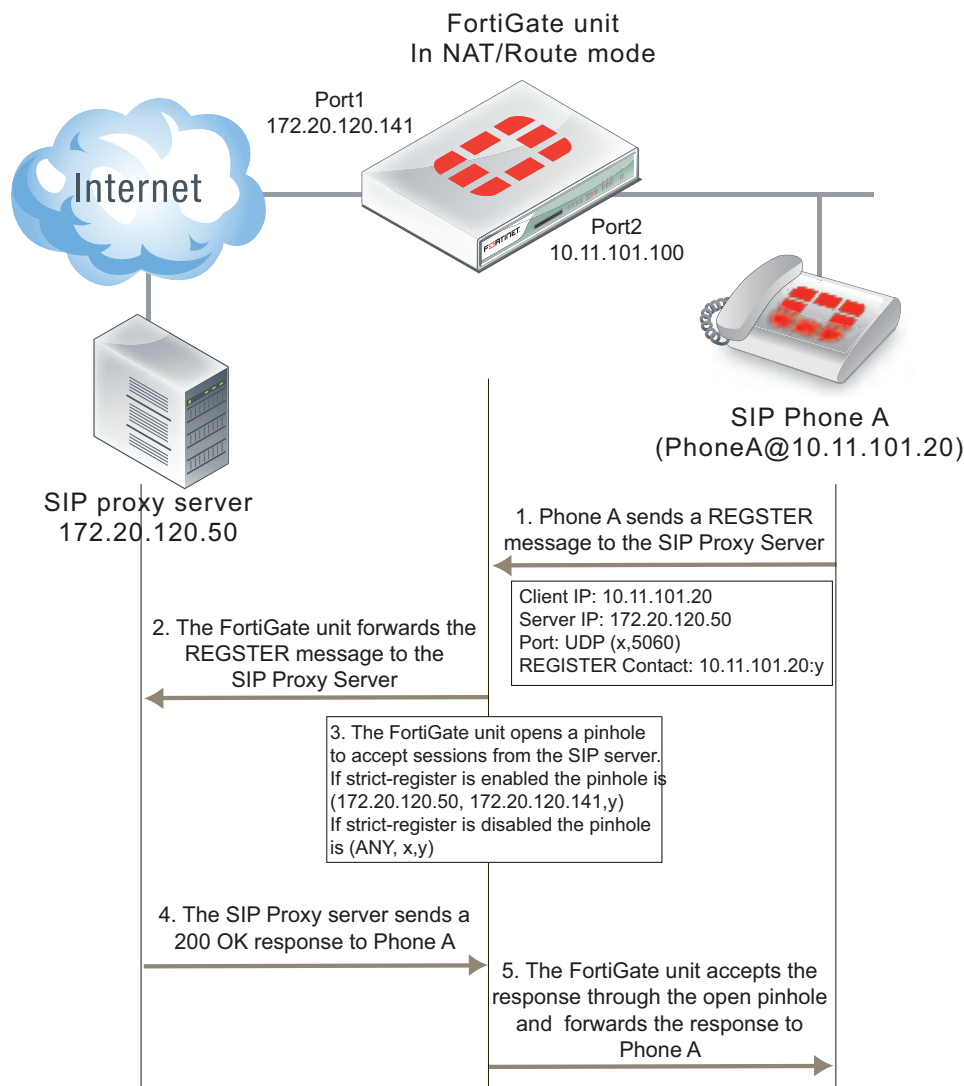 FortiGate unit
In NAT/Route mode
Port1
172.20.120.141
Internet
FORTINET
Port2
10.11.101.100
SIP Phone A
(PhoneA@10.11.101.20)
SIP proxy server
172.20.120.50
1. Phone A sends a REGSTER
message to the SIP Proxy Server
Client IP: 10.11.101.20
Server IP: 172.20.120.50
Port: UDP (x,5060)
REGISTER Contact: 10.11.101.20:y
2. The FortiGate unit forwards the
REGSTER message to the
SIP Proxy Server
3. The FortiGate unit opens a pinhole
to accept sessions from the SIP server.
If strict-register is enabled the pinhole is
(172.20.120.50, 172.20.120.141,y)
If strict-register is disabled the pinhole
is (ANY, x,y)
4. The SIP Proxy server sends a
200 OK response to Phone A
5. The FortiGate unit accepts the
response through the open pinhole
and forwards the response to
Phone A